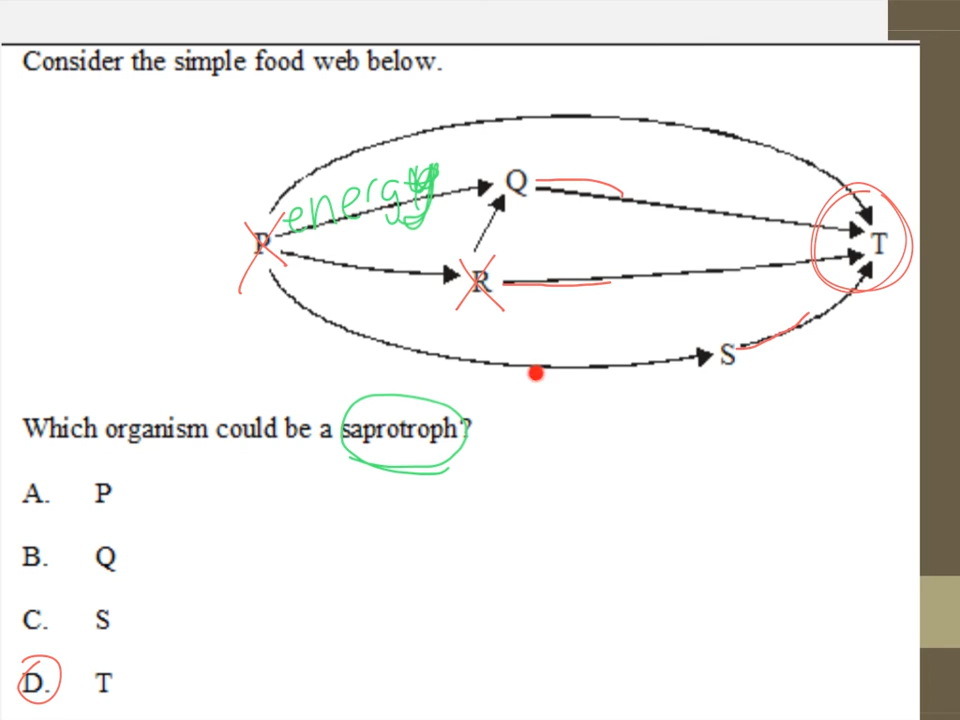 Consider the simple food web below.
energy
Q
P
T
R
S
Which organism could be a saprotroph?
A. P
B. Q
C. S
D. T